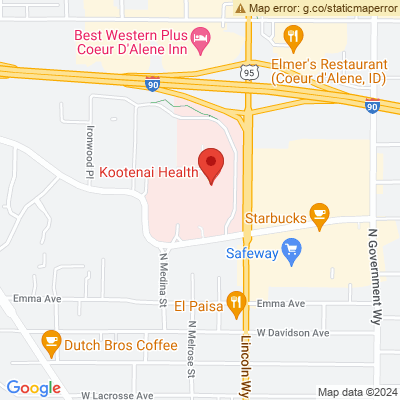 Map error: g.co/staticmaperror
Best Western Plus
Coeur D'Alene Inn
95
Elmer's Restaurant
(Coeur d'Alene, ID)
90
90
Ironwood Pl
Kootenai Health
Starbucks
Safeway
N Government Wy
N Medina St
Emma Ave
El Paisa
Emma Ave
W Davidson Ave
Dutch Bros Coffee
N Melrose St
Lincoln Wy
Google
W Lacrosse Ave
Map data ©2024